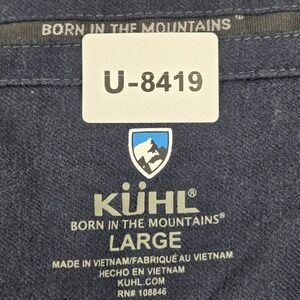 BORN IN THE MOUNTAINS™
U-8419
KÜHL®
BORN IN THE MOUNTAINS®
LARGE
MADE IN VIETNAM/FABRIQUÉ AU VIETNAM
HECHO EN VIETNAM
KUHL.COM
RN# 108846